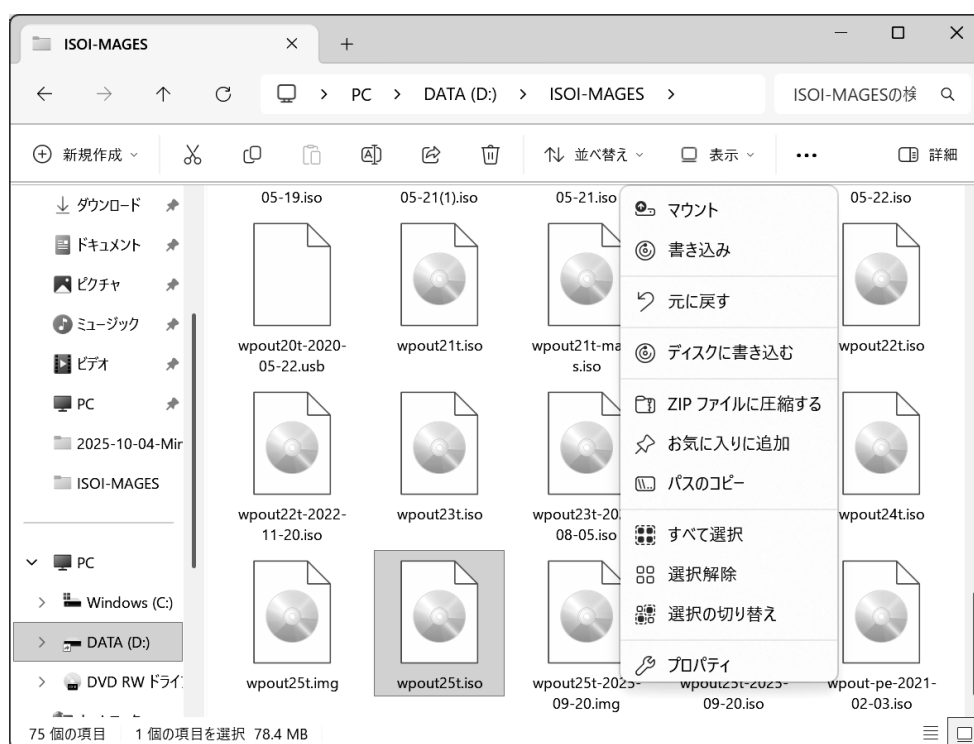 ISOI-MAGES
PC DATA (D:) ISOI-MAGES ISOI-MAGESの検
新規作成 並べ替え 表示 詳細
ダウンロード
ドキュメント
ピクチャ
ミュージック
ビデオ
PC
2025-10-04-Mir
ISOI-MAGES
PC
Windows (C:)
DATA (D:)
DVD RW ドライ
05-19.iso 05-21(1).iso 05-21.iso 05-22.iso
wpout20t-2020-
05-22.usb
wpout21t.iso
wpout21t-ma
s.iso
wpout22t.iso
wpout22t-2022-
11-20.iso
wpout23t.iso
wpout23t-20
08-05.iso
wpout24t.iso
wpout25t.img
wpout25t.iso
wpout25t-2025-
09-20.img
wpout25t-2025-
09-20.iso
wpout-pe-2021-
02-03.iso
マウント
書き込み
元に戻す
ディスクに書き込む
ZIP ファイルに圧縮する
お気に入りに追加
パスのコピー
すべて選択
選択解除
選択の切り替え
プロパティ
75 個の項目 1 個の項目を選択 78.4 MB